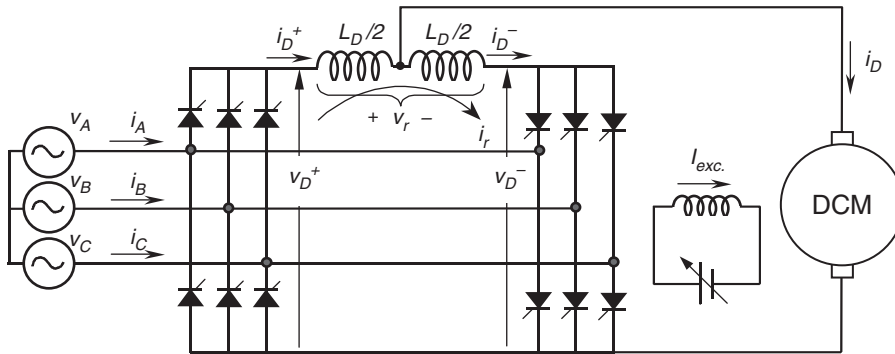 i_D^+ L_D/2 L_D/2 i_D^-
i_D
+ v_r −
i_r
v_A i_A
v_D^+ v_D^-
I_exc.
v_B i_B
DCM
v_C i_C